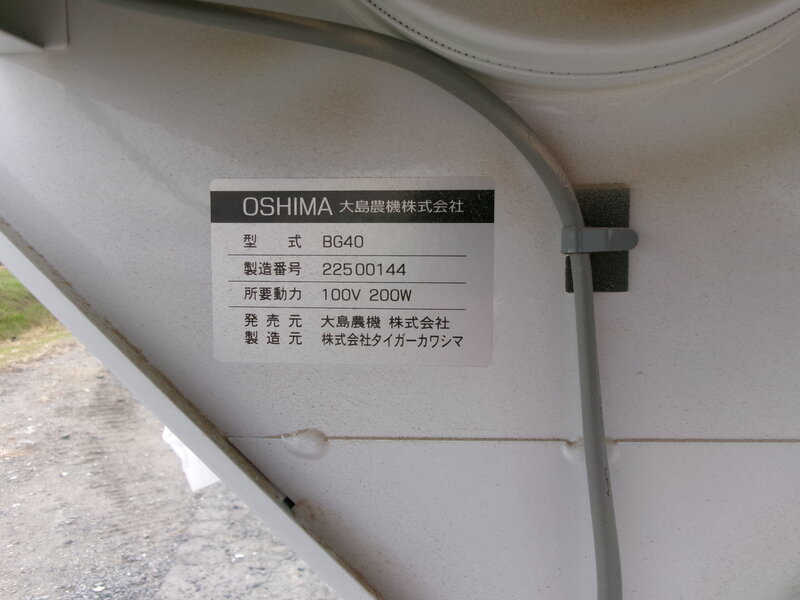 OSHIMA 大島農機株式会社
型 式 BG40
製造番号 22500144
所要動力 100V 200W
発売元 大島農機 株式会社
製造元 株式会社タイガーカワシマ